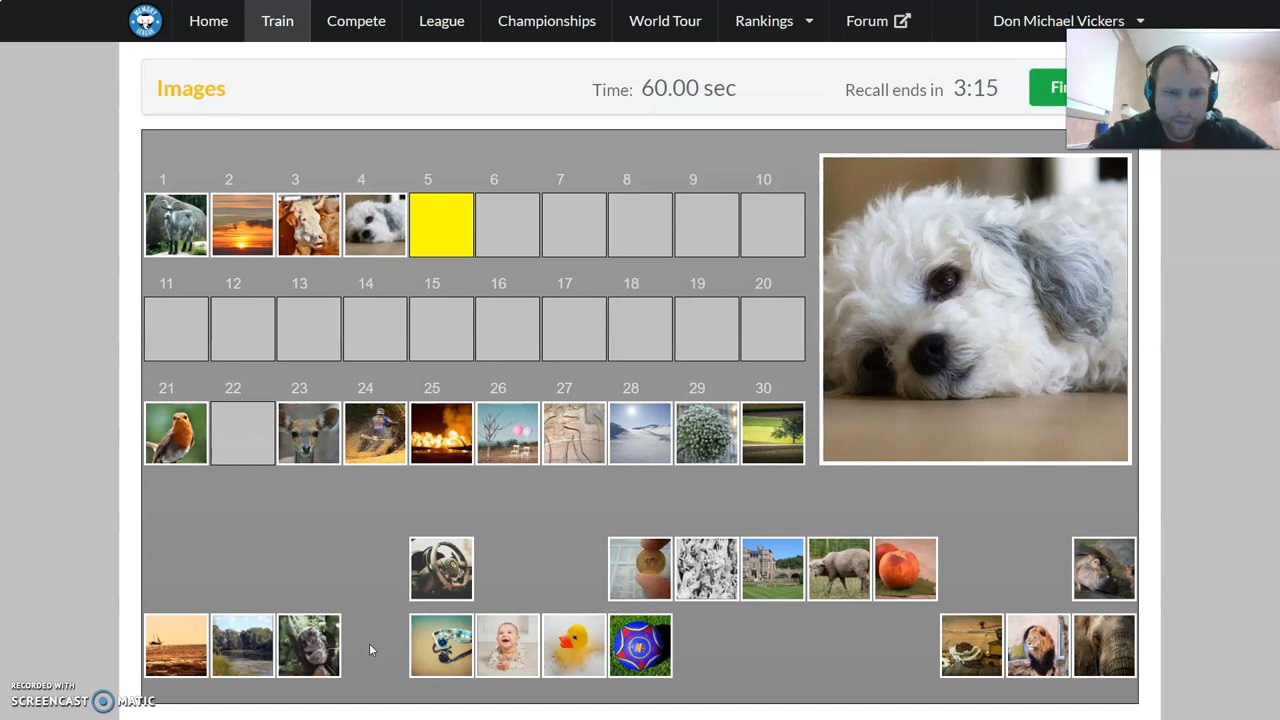 MEMORY LEAGUE
Home Train Compete League Championships World Tour Rankings Forum Don Michael Vickers
Images Time: 60.00 sec Recall ends in 3:15
1 2 3 4 5 6 7 8 9 10
11 12 13 14 15 16 17 18 19 20
21 22 23 24 25 26 27 28 29 30
RECORDED WITH
SCREENCAST MATIC